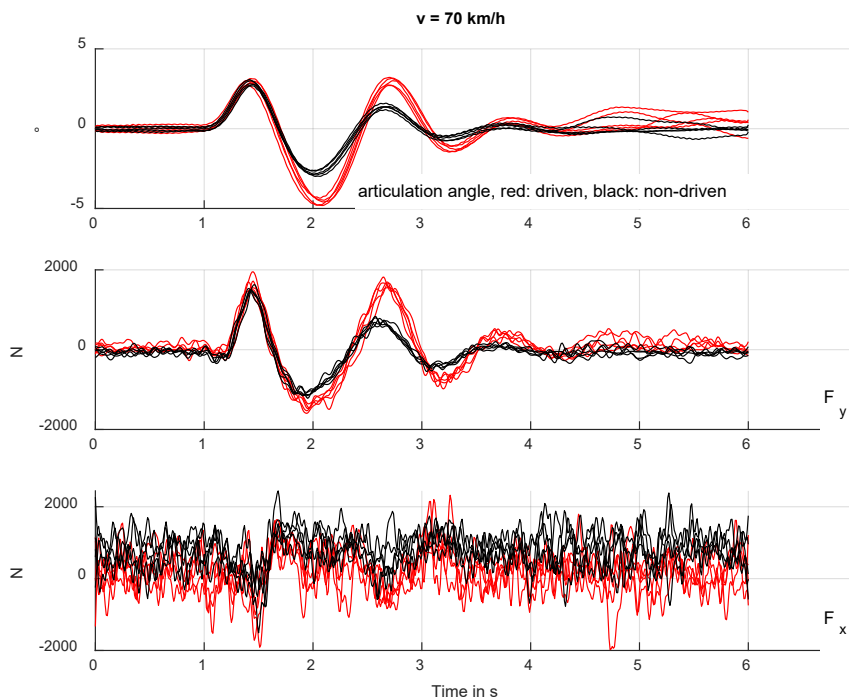 v = 70 km/h
5
0
-5
°
articulation angle, red: driven, black: non-driven
0 1 2 3 4 5 6
2000
0
-2000
N
F y
0 1 2 3 4 5 6
2000
0
-2000
N
F x
0 1 2 3 4 5 6
Time in s